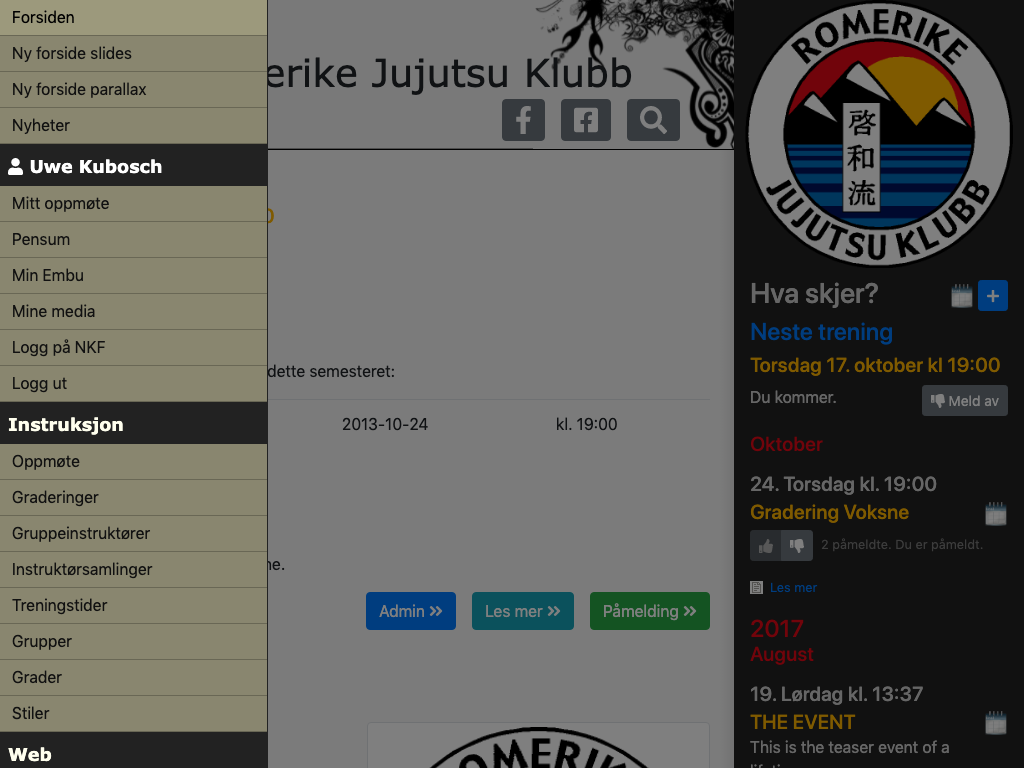 Forsiden
Ny forside slides
Ny forside parallax
Nyheter
Uwe Kubosch
Mitt oppmøte
Pensum
Min Embu
Mine media
Logg på NKF
Logg ut
Instruksjon
Oppmøte
Graderinger
Gruppeinstruktører
Instruktørsamlinger
Treningstider
Grupper
Grader
Stiler
Web
Jujutsu Klubb
dette semesteret:
2013-10-24 kl. 19:00
Admin
Les mer
Påmelding
ROMERIKE
ROMERIKE
啓和流
JUJUTSU KLUBB
Hva skjer?
Neste trening
Torsdag 17. oktober kl 19:00
Du kommer.
Meld av
Oktober
24. Torsdag kl. 19:00
Gradering Voksne
2 påmeldte. Du er påmeldt.
Les mer
2017
August
19. Lørdag kl. 13:37
THE EVENT
This is the teaser event of a